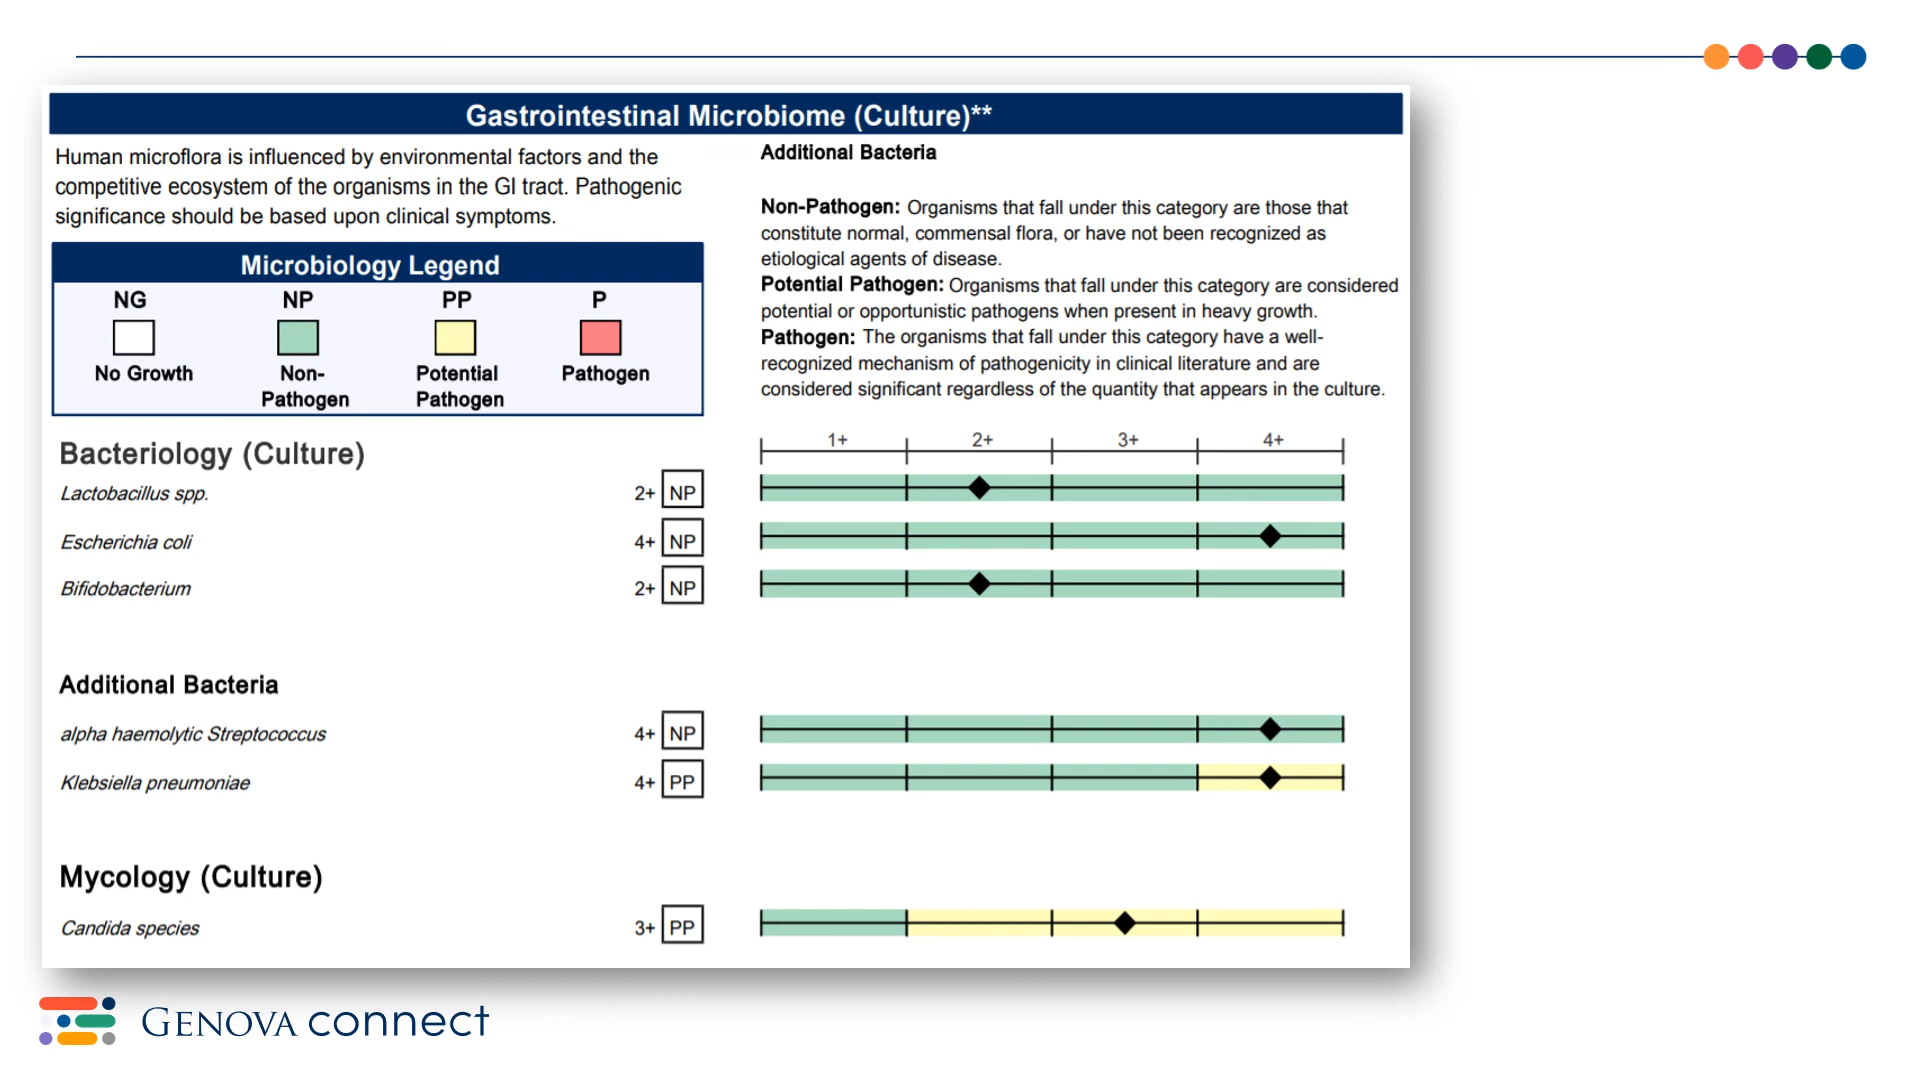 Gastrointestinal Microbiome (Culture)**
Human microflora is influenced by environmental factors and the
competitive ecosystem of the organisms in the GI tract. Pathogenic
significance should be based upon clinical symptoms.
Microbiology Legend
NG NP PP P
No Growth Non- Potential Pathogen
Pathogen Pathogen
Additional Bacteria
Non-Pathogen: Organisms that fall under this category are those that
constitute normal, commensal flora, or have not been recognized as
etiological agents of disease.
Potential Pathogen: Organisms that fall under this category are considered
potential or opportunistic pathogens when present in heavy growth.
Pathogen: The organisms that fall under this category have a well-
recognized mechanism of pathogenicity in clinical literature and are
considered significant regardless of the quantity that appears in the culture.
1+ 2+ 3+ 4+
Bacteriology (Culture)
Lactobacillus spp. 2+ NP
Escherichia coli 4+ NP
Bifidobacterium 2+ NP
Additional Bacteria
alpha haemolytic Streptococcus 4+ NP
Klebsiella pneumoniae 4+ PP
Mycology (Culture)
Candida species 3+ PP
GENOVA connect